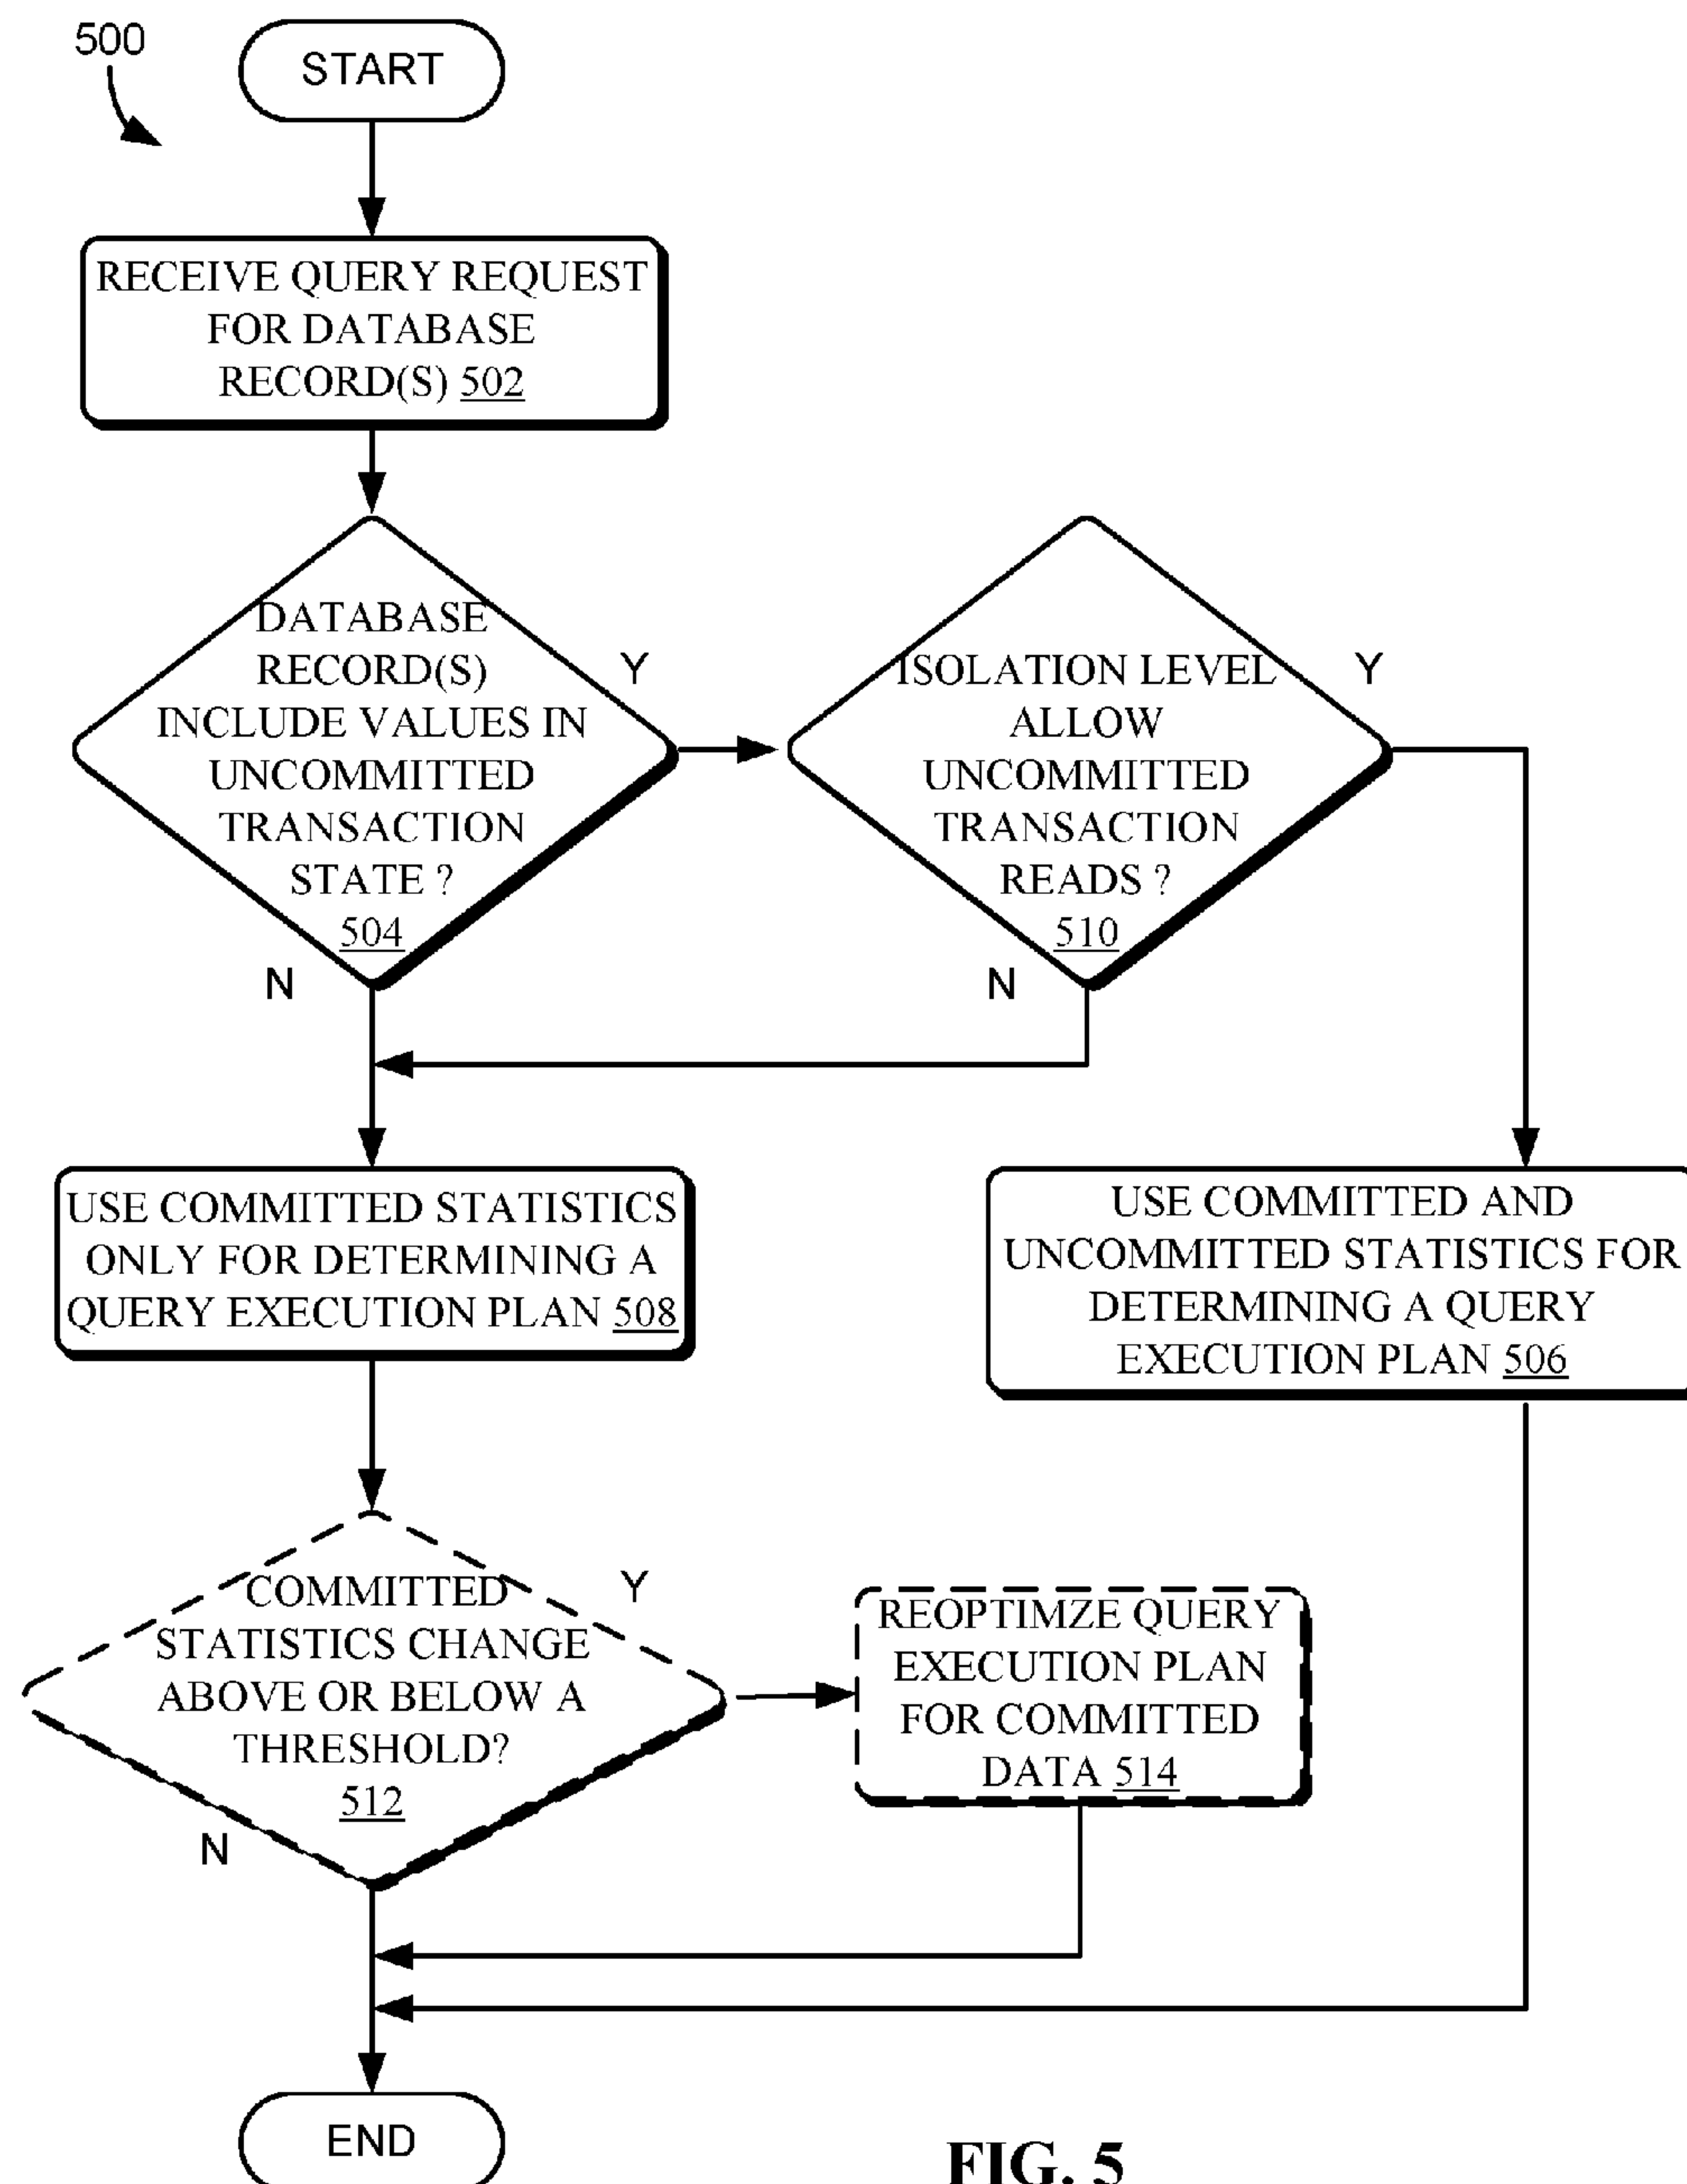 500
START
RECEIVE QUERY REQUEST
FOR DATABASE
RECORD(S) 502
DATABASE
RECORD(S)
INCLUDE VALUES IN
UNCOMMITTED
TRANSACTION
STATE ?
504
Y
N
ISOLATION LEVEL
ALLOW
UNCOMMITTED
TRANSACTION
READS ?
510
Y
N
USE COMMITTED STATISTICS
ONLY FOR DETERMINING A
QUERY EXECUTION PLAN 508
USE COMMITTED AND
UNCOMMITTED STATISTICS FOR
DETERMINING A QUERY
EXECUTION PLAN 506
COMMITTED
STATISTICS CHANGE
ABOVE OR BELOW A
THRESHOLD?
512
Y
N
REOPTIMZE QUERY
EXECUTION PLAN
FOR COMMITTED
DATA 514
END
FIG. 5